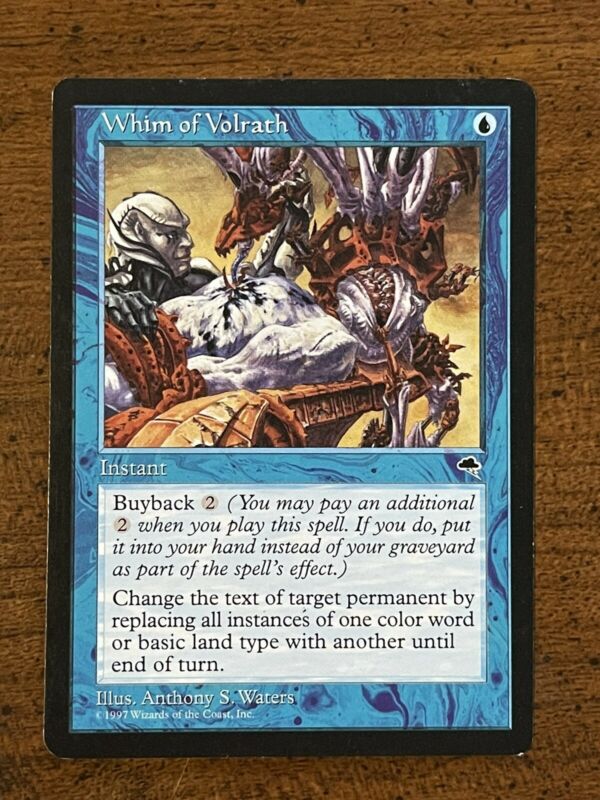 Whim of Volrath
Instant
Buyback 2 (You may pay an additional
2 when you play this spell. If you do, put
it into your hand instead of your graveyard
as part of the spell's effect.)
Change the text of target permanent by
replacing all instances of one color word
or basic land type with another until
end of turn.
Illus. Anthony S. Waters
© 1997 Wizards of the Coast, Inc.